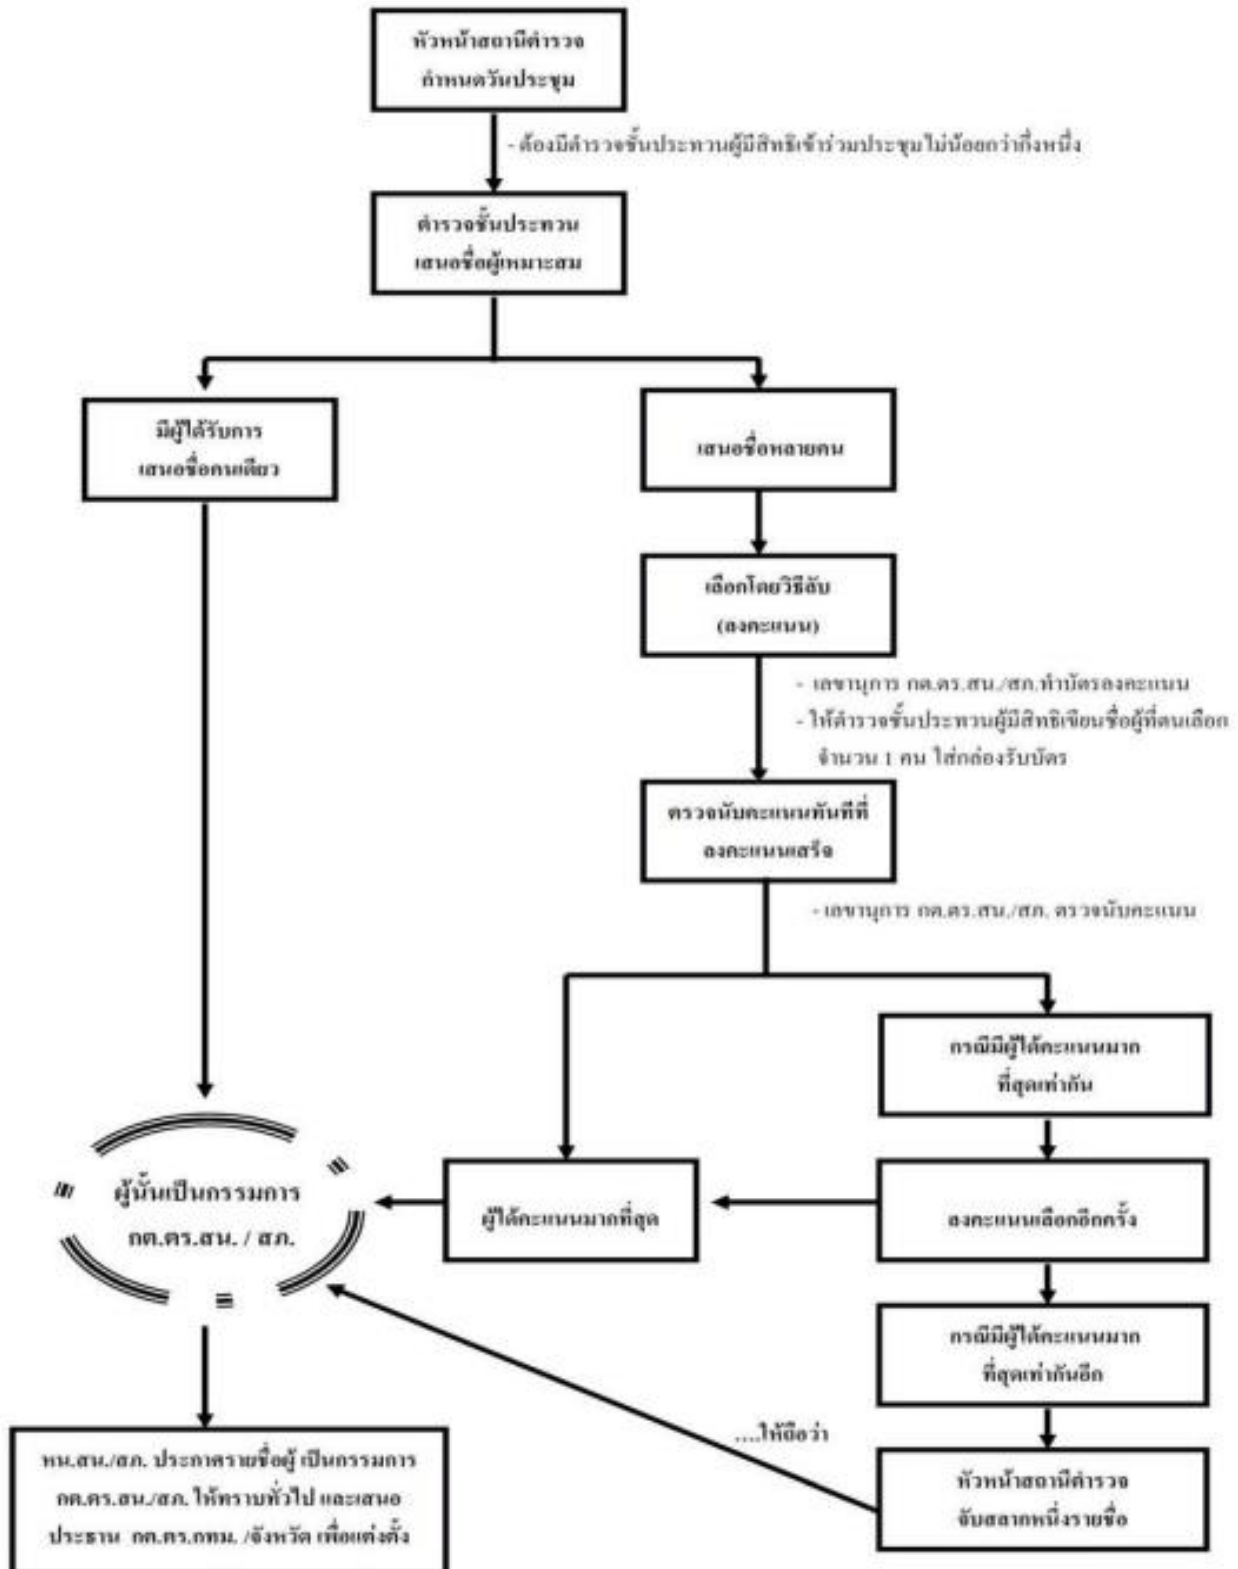 หัวหน้าสถานีตำรวจ
กำหนดวันประชุม
- ต้องมีตำรวจชั้นประทวนผู้มีสิทธิเข้าร่วมประชุมไม่น้อยกว่ากึ่งหนึ่ง
ตำรวจชั้นประทวน
เสนอชื่อผู้เหมาะสม
มีผู้ได้รับการ
เสนอชื่อคนเดียว
เสนอชื่อหลายคน
เลือกโดยวิธีลับ
(ลงคะแนน)
- เลขานุการ กต.ตร.สน./สภ.ทำบัตรลงคะแนน
- ให้ตำรวจชั้นประทวนผู้มีสิทธิเขียนชื่อผู้ที่ตนเลือก
จำนวน 1 คน ใส่กล่องรับบัตร
ตรวจนับคะแนนทันทีที่
ลงคะแนนเสร็จ
- เลขานุการ กต.ตร.สน./สภ. ตรวจนับคะแนน
กรณีมีผู้ได้คะแนนมาก
ที่สุดเท่ากัน
ผู้นั้นเป็นกรรมการ
กต.ตร.สน. / สภ.
ผู้ได้คะแนนมากที่สุด
ลงคะแนนเลือกอีกครั้ง
กรณีมีผู้ได้คะแนนมาก
ที่สุดเท่ากันอีก
....ให้ถือว่า
หัวหน้าสถานีตำรวจ
จับสลากหนึ่งรายชื่อ
หน.สน./สภ. ประกาศรายชื่อผู้ เป็นกรรมการ
กต.ตร.สน./สภ. ให้ทราบทั่วไป และเสนอ
ประธาน กต.ตร.กทม. /จังหวัด เพื่อแต่งตั้ง